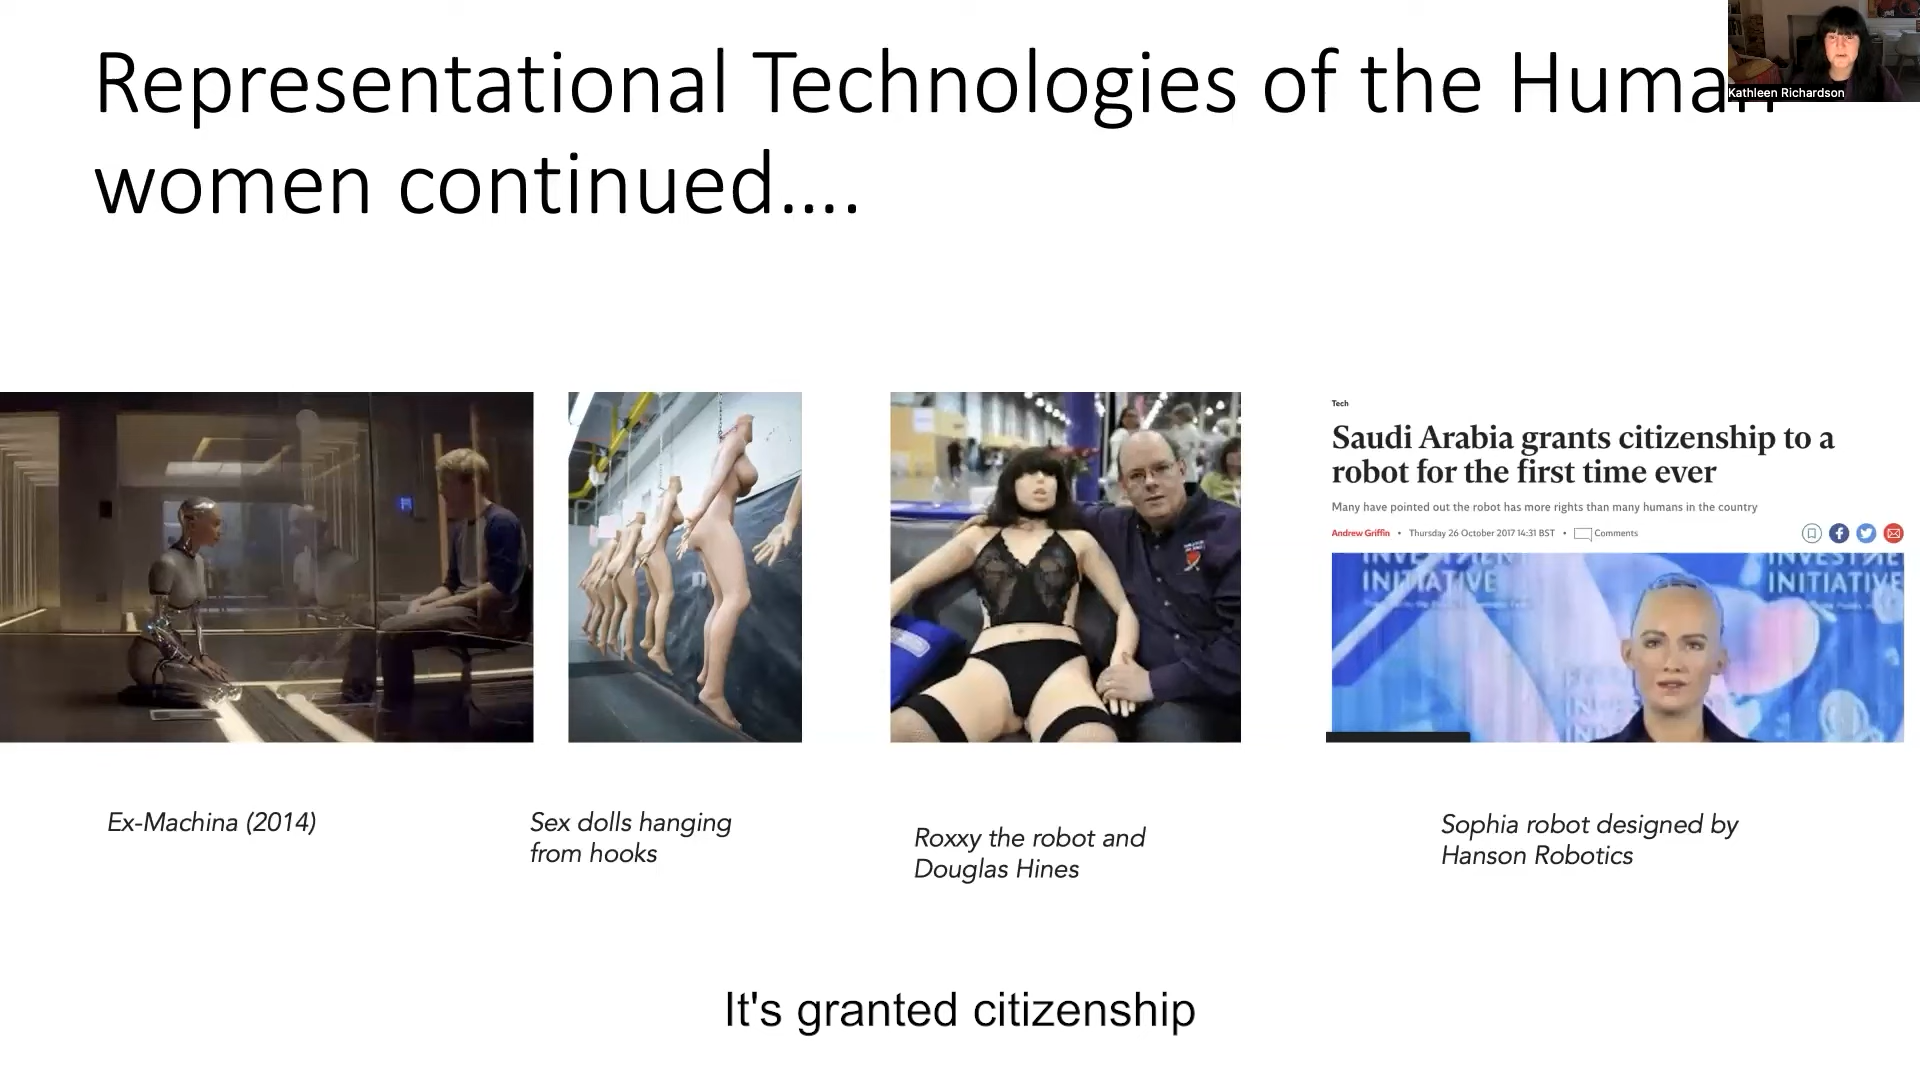 Representational Technologies of the Human
women continued....
Kathleen Richardson
Tech
Saudi Arabia grants citizenship to a
robot for the first time ever
Many have pointed out the robot has more rights than many humans in the country
Andrew Griffin • Thursday 26 October 2017 14:31 BST • Comments
INITIATIVE
INITIATIVE
Ex-Machina (2014)
Sex dolls hanging
from hooks
Roxxy the robot and
Douglas Hines
Sophia robot designed by
Hanson Robotics
It's granted citizenship